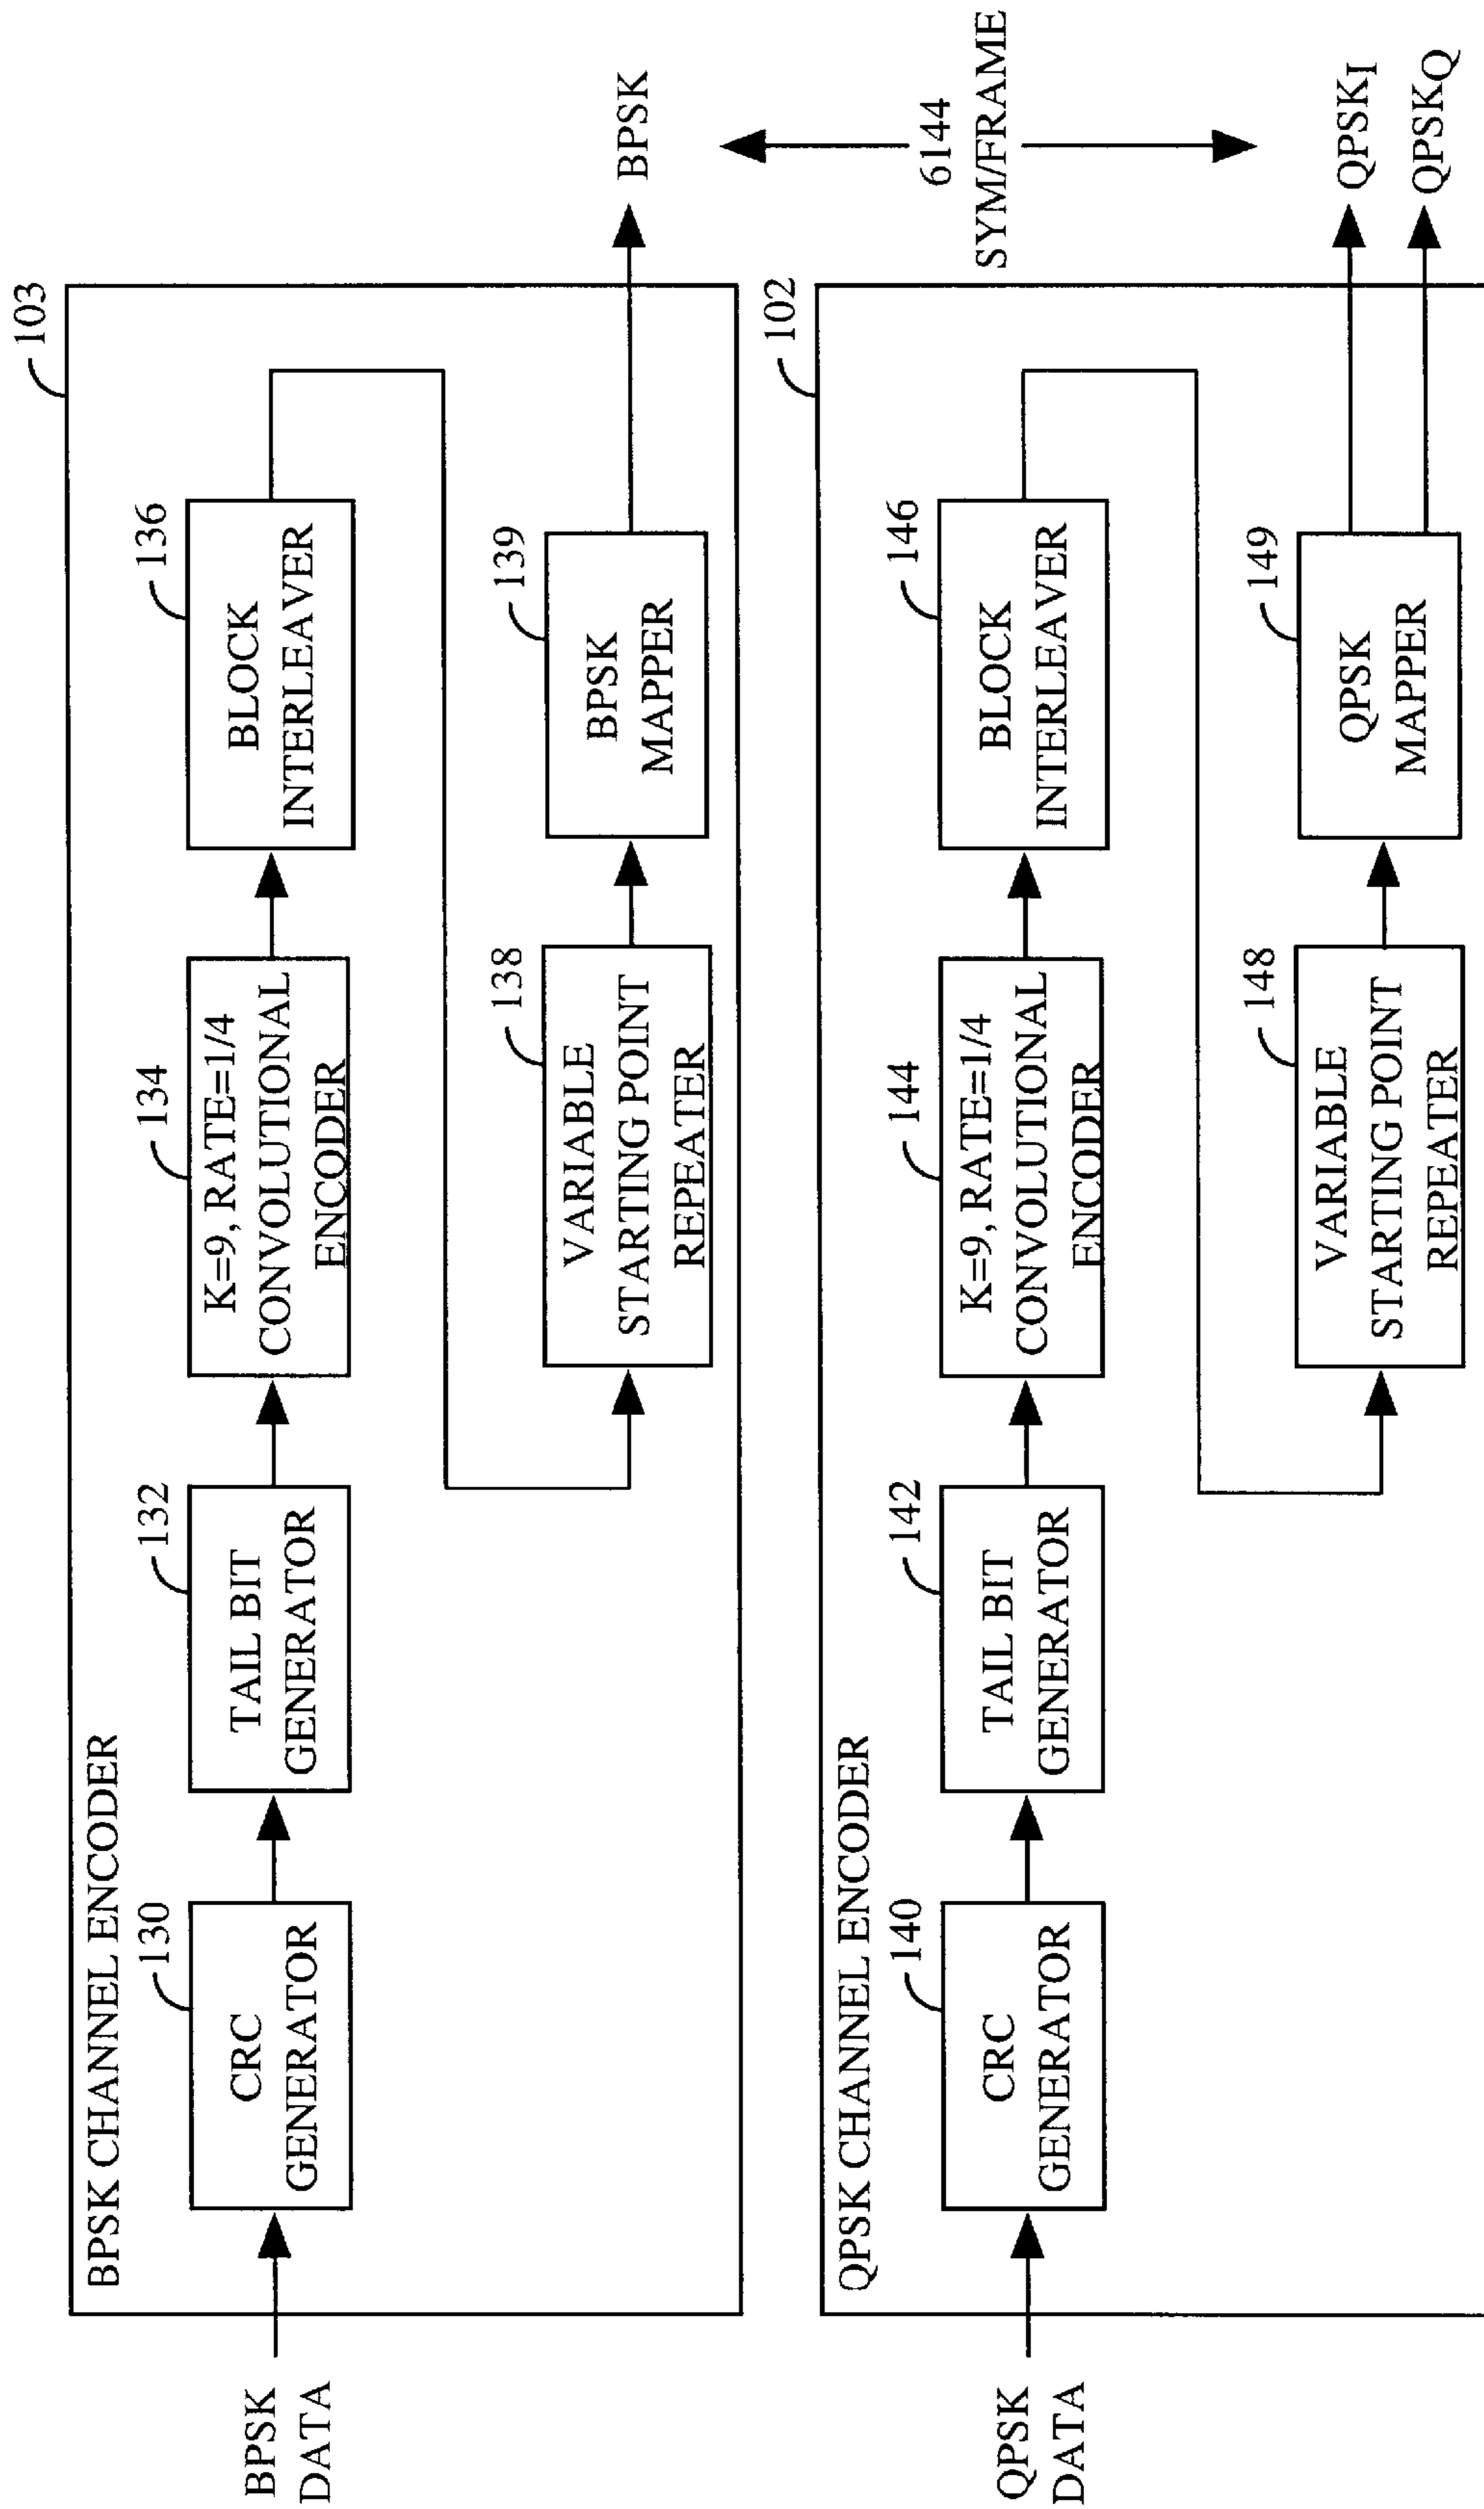 103
BPSK CHANNEL ENCODER
130
132
134
136
BPSK
DATA
CRC
GENERATOR
TAIL BIT
GENERATOR
K=9, RATE=1/4
CONVOLUTIONAL
ENCODER
BLOCK
INTERLEAVER
138
139
VARIABLE
STARTING POINT
REPEATER
BPSK
MAPPER
BPSK
6144
SYM/FRAME
102
QPSK CHANNEL ENCODER
140
142
144
146
QPSK
DATA
CRC
GENERATOR
TAIL BIT
GENERATOR
K=9, RATE=1/4
CONVOLUTIONAL
ENCODER
BLOCK
INTERLEAVER
148
149
VARIABLE
STARTING POINT
REPEATER
QPSK
MAPPER
QPSKI
QPSKQ